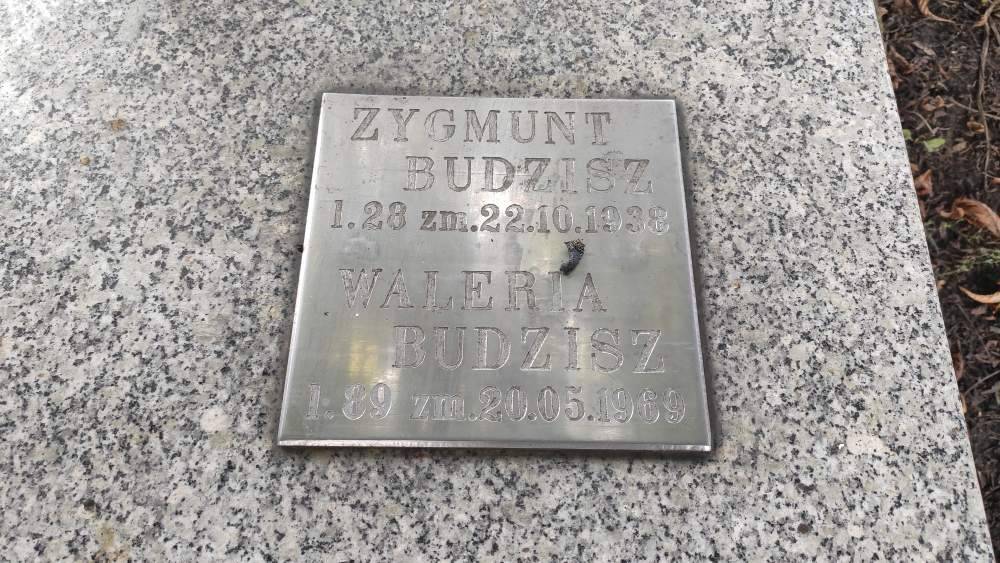 ZYGMUNT
BUDZISZ
l.28 zm.22.10.1938
WALERIA
BUDZISZ
l.89 zm.20.05.1969